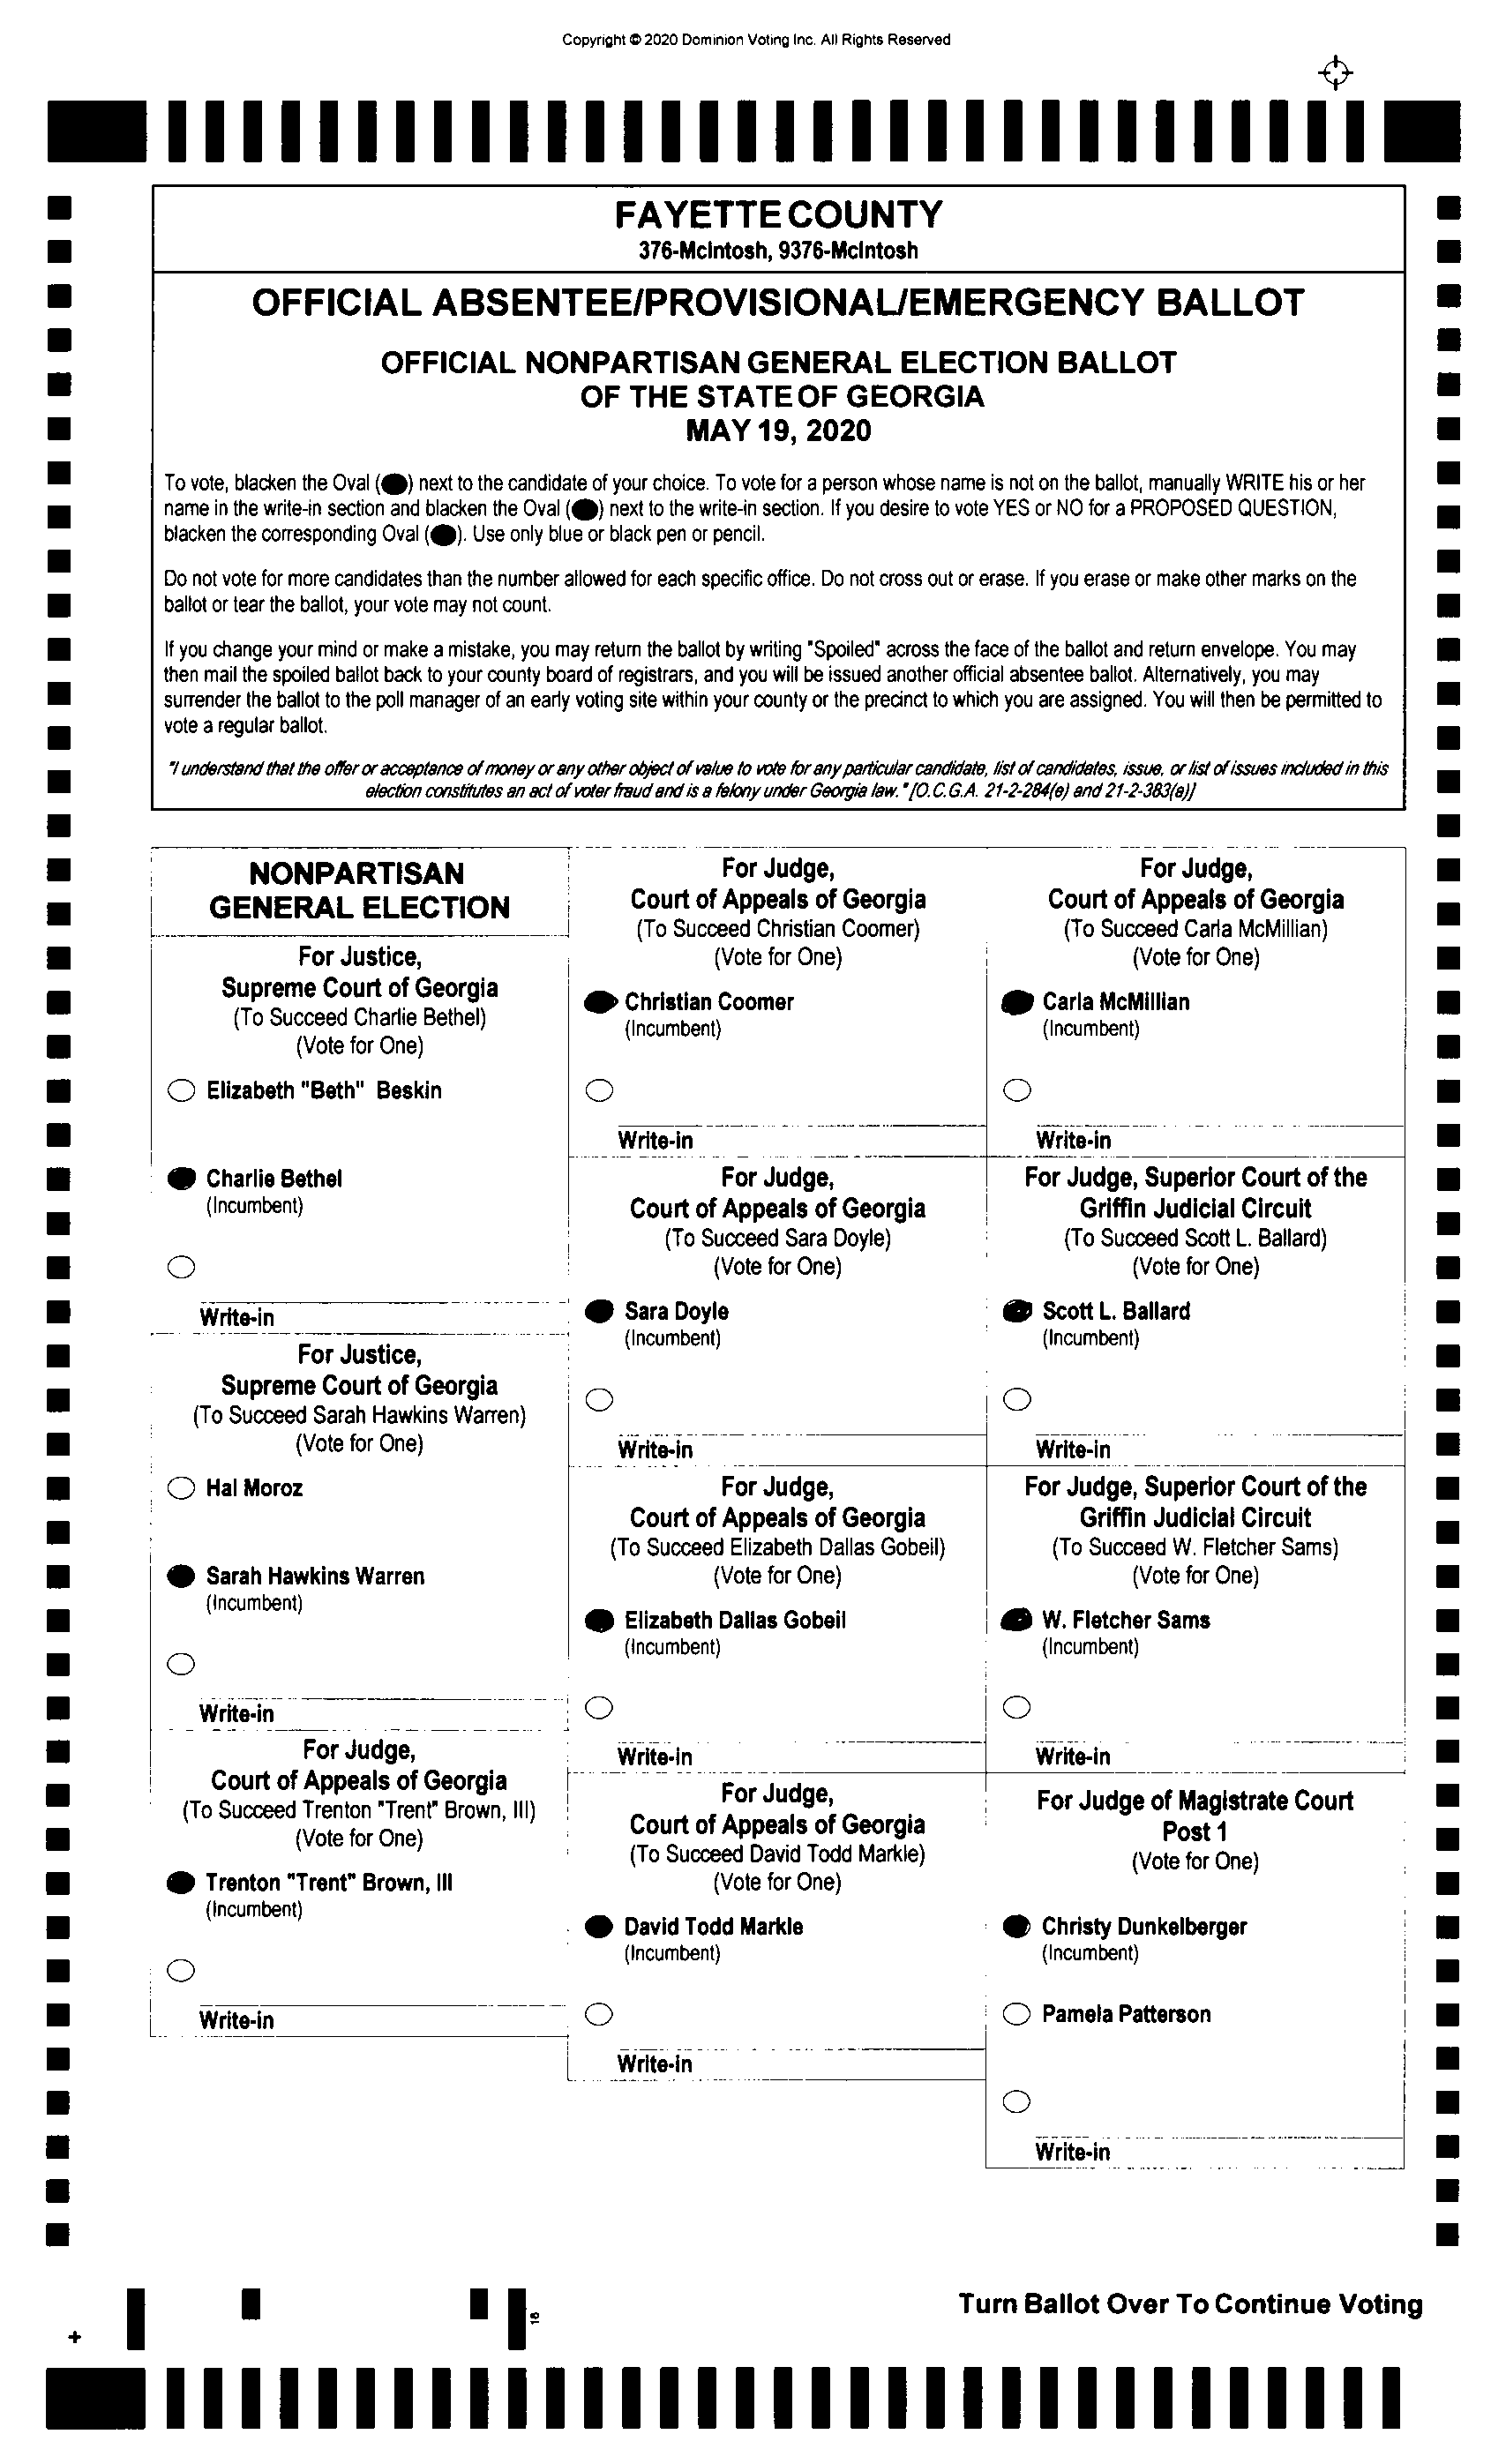 Copyright © 2020 Dominion Voting Inc. All Rights Reserved
FAYETTE COUNTY
376-McIntosh, 9376-McIntosh
OFFICIAL ABSENTEE/PROVISIONAL/EMERGENCY BALLOT
OFFICIAL NONPARTISAN GENERAL ELECTION BALLOT
OF THE STATE OF GEORGIA
MAY 19, 2020
To vote, blacken the Oval ( ) next to the candidate of your choice. To vote for a person whose name is not on the ballot, manually WRITE his or her
name in the write-in section and blacken the Oval ( ) next to the write-in section. If you desire to vote YES or NO for a PROPOSED QUESTION,
blacken the corresponding Oval ( ). Use only blue or black pen or pencil.
Do not vote for more candidates than the number allowed for each specific office. Do not cross out or erase. If you erase or make other marks on the
ballot or tear the ballot, your vote may not count.
If you change your mind or make a mistake, you may return the ballot by writing "Spoiled" across the face of the ballot and return envelope. You may
then mail the spoiled ballot back to your county board of registrars, and you will be issued another official absentee ballot. Alternatively, you may
surrender the ballot to the poll manager of an early voting site within your county or the precinct to which you are assigned. You will then be permitted to
vote a regular ballot.
"I understand that the offer or acceptance of money or any other object of value to vote for any particular candidate, list of candidates, issue, or list of issues included in this
election constitutes an act of voter fraud and is a felony under Georgia law." [O.C.G.A. 21-2-284(e) and 21-2-383(a)]
NONPARTISAN
GENERAL ELECTION
For Justice,
Supreme Court of Georgia
(To Succeed Charlie Bethel)
(Vote for One)
Elizabeth "Beth" Beskin
Charlie Bethel
(Incumbent)
Write-in
For Justice,
Supreme Court of Georgia
(To Succeed Sarah Hawkins Warren)
(Vote for One)
Hal Moroz
Sarah Hawkins Warren
(Incumbent)
Write-in
For Judge,
Court of Appeals of Georgia
(To Succeed Trenton "Trent" Brown, III)
(Vote for One)
Trenton "Trent" Brown, III
(Incumbent)
Write-in
For Judge,
Court of Appeals of Georgia
(To Succeed Christian Coomer)
(Vote for One)
Christian Coomer
(Incumbent)
Write-in
For Judge,
Court of Appeals of Georgia
(To Succeed Sara Doyle)
(Vote for One)
Sara Doyle
(Incumbent)
Write-in
For Judge,
Court of Appeals of Georgia
(To Succeed Elizabeth Dallas Gobeil)
(Vote for One)
Elizabeth Dallas Gobeil
(Incumbent)
Write-in
For Judge,
Court of Appeals of Georgia
(To Succeed David Todd Markle)
(Vote for One)
David Todd Markle
(Incumbent)
Write-in
For Judge,
Court of Appeals of Georgia
(To Succeed Carla McMillian)
(Vote for One)
Carla McMillian
(Incumbent)
Write-in
For Judge, Superior Court of the
Griffin Judicial Circuit
(To Succeed Scott L. Ballard)
(Vote for One)
Scott L. Ballard
(Incumbent)
Write-in
For Judge, Superior Court of the
Griffin Judicial Circuit
(To Succeed W. Fletcher Sams)
(Vote for One)
W. Fletcher Sams
(Incumbent)
Write-in
For Judge of Magistrate Court
Post 1
(Vote for One)
Christy Dunkelberger
(Incumbent)
Pamela Patterson
Write-in
Turn Ballot Over To Continue Voting